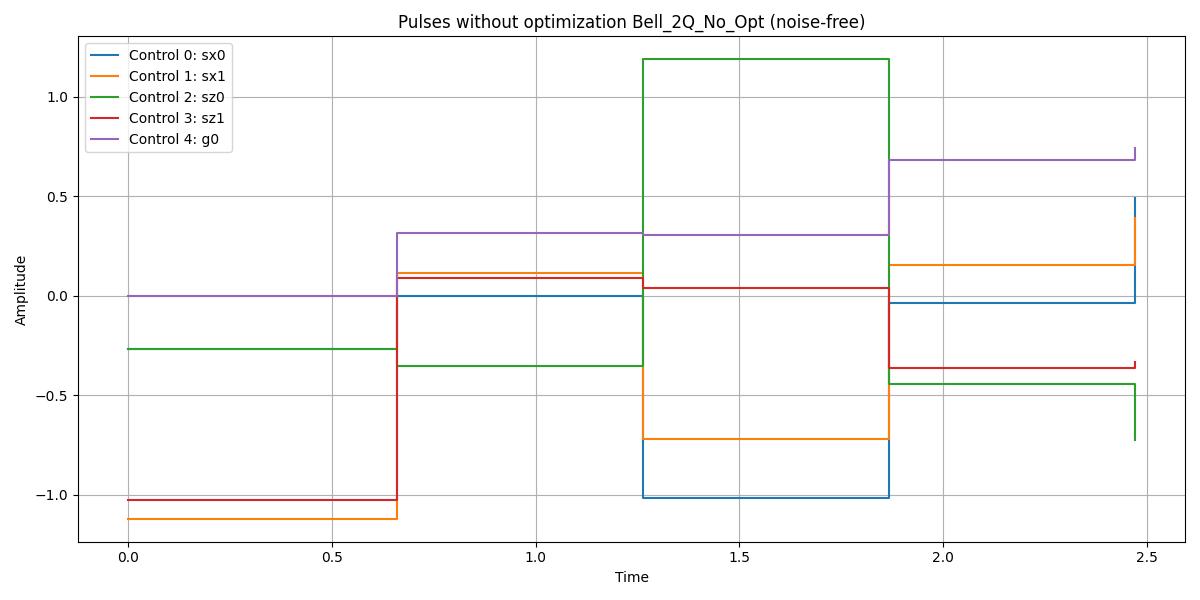 Pulses without optimization Bell_2Q_No_Opt (noise-free)
Control 0: sx0
Control 1: sx1
Control 2: sz0
Control 3: sz1
Control 4: g0
1.0
0.5
0.0
−0.5
−1.0
Amplitude
0.0 0.5 1.0 1.5 2.0 2.5
Time